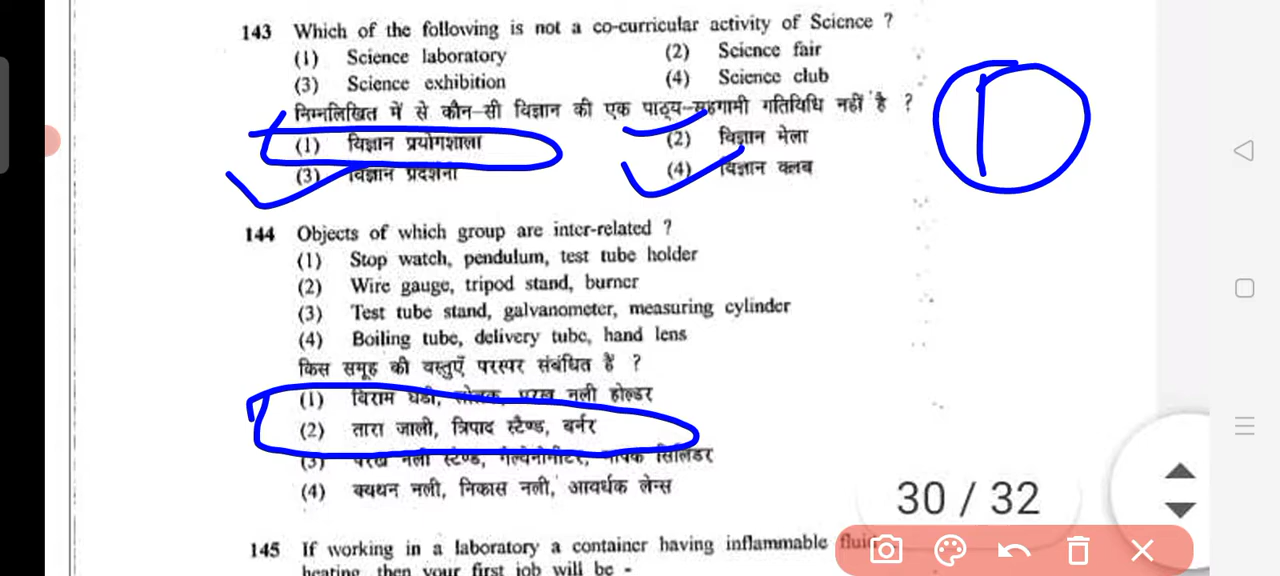 143 Which of the following is not a co-curricular activity of Science ?
(1) Science laboratory (2) Science fair
(3) Science exhibition (4) Science club
निम्नलिखित में से कौन-सी विज्ञान की एक पाठ्य-सहगामी गतिविधि नहीं है ?
(1) विज्ञान प्रयोगशाला (2) विज्ञान मेला
(3) विज्ञान प्रदर्शनी (4) विज्ञान क्लब
144 Objects of which group are inter-related ?
(1) Stop watch, pendulum, test tube holder
(2) Wire gauge, tripod stand, burner
(3) Test tube stand, galvanometer, measuring cylinder
(4) Boiling tube, delivery tube, hand lens
किस समूह की वस्तुएँ परस्पर संबंधित हैं ?
(1) विराम घड़ी, लोलक, परख नली होल्डर
(2) तारा जाली, त्रिपाद स्टैण्ड, बर्नर
(3) परख नली स्टैण्ड, गैल्वेनोमीटर, मापक सिलिंडर
(4) क्वथन नली, निकास नली, आवर्धक लेन्स
30 / 32
145 If working in a laboratory a container having inflammable fluid
heating, then your first job will be -